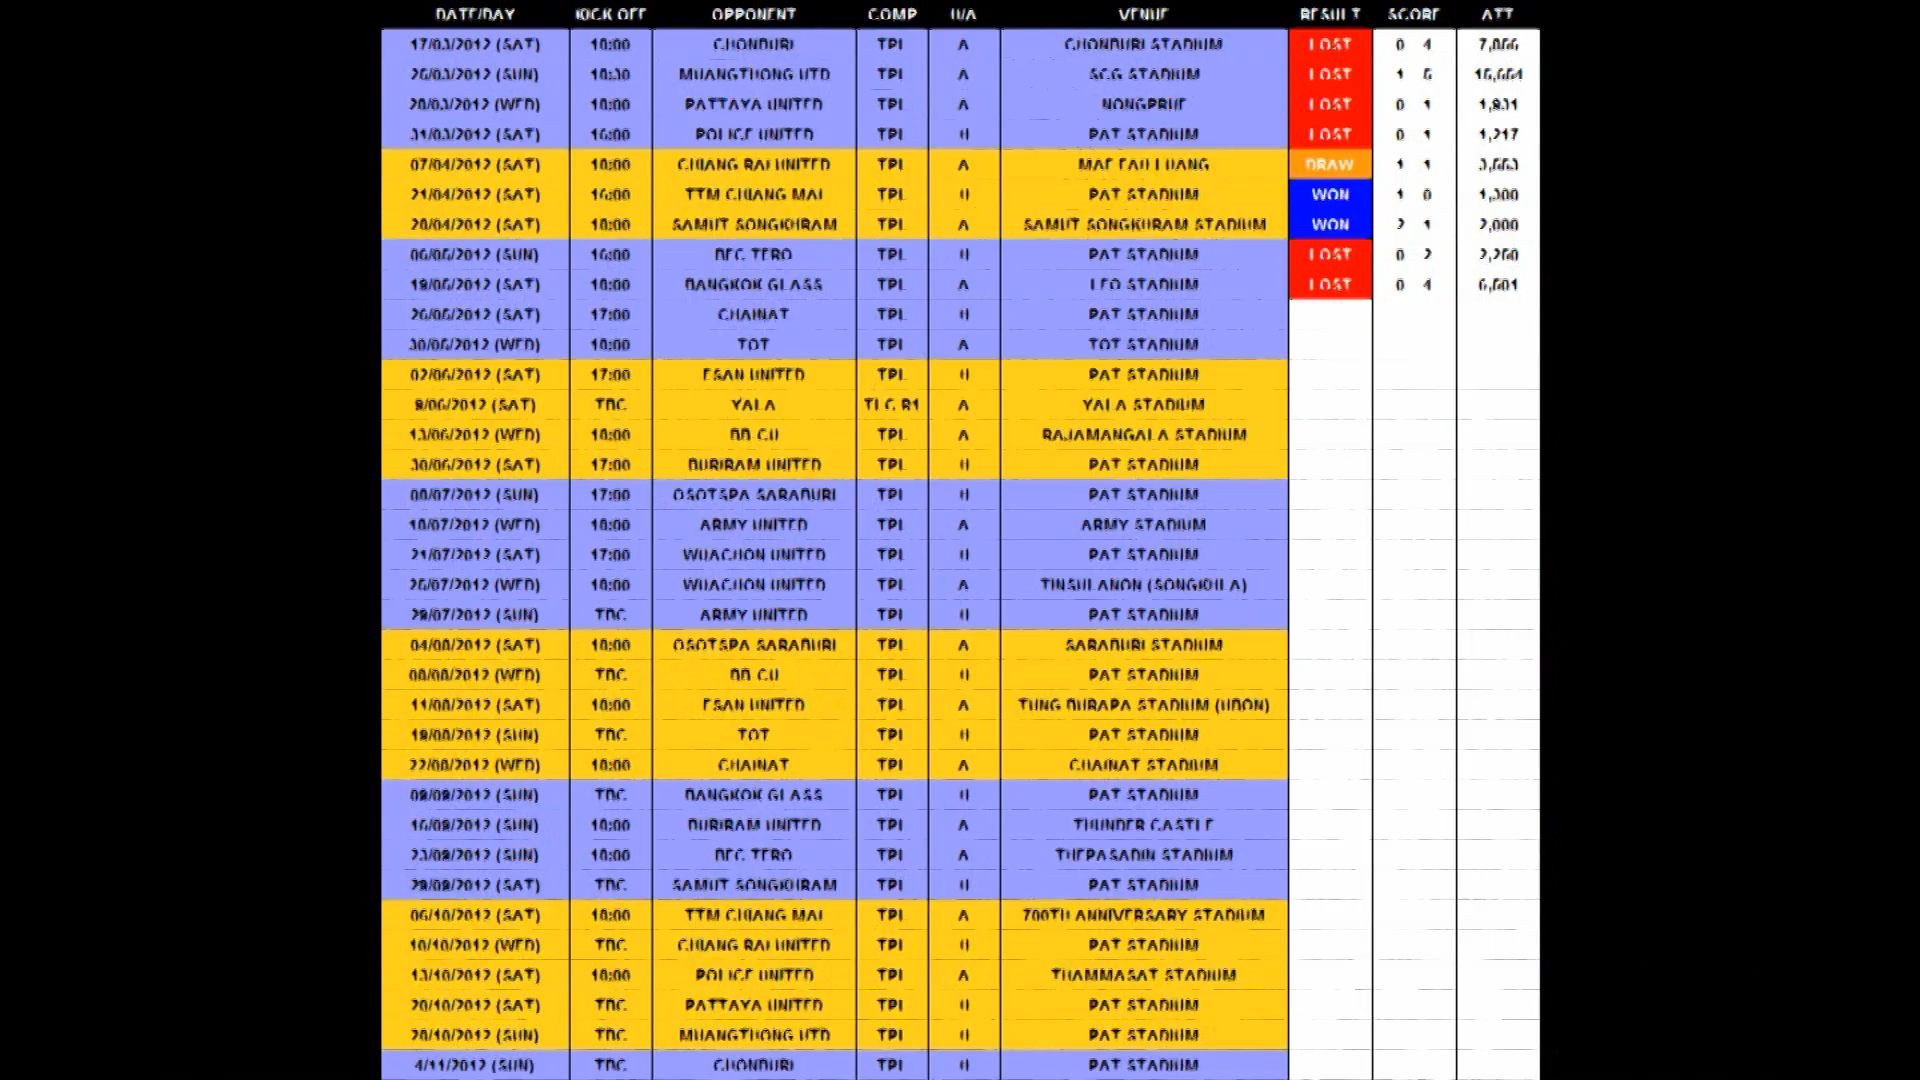 DATE/DAY KICK OFF OPPONENT COMP H/A VENUE RESULT SCORE ATT
17/03/2012 (SAT) 18:00 CHONBURI TPL A CHONBURI STADIUM LOST 0 4
25/03/2012 (SUN) 18:30 MUANGTHONG UTD TPL A SCG STADIUM LOST 1
28/03/2012 (WED) 18:00 PATTAYA UNITED TPL A NONGPRUE LOST 0 1 1,931
31/03/2012 (SAT) 16:00 POLICE UNITED TPL H PAT STADIUM LOST 0 1 1,217
07/04/2012 (SAT) 18:00 CHIANG RAI UNITED TPL A MAE FAH LUANG DRAW 1 1
21/04/2012 (SAT) 16:00 TTM CHIANG MAI TPL H PAT STADIUM WON 1 0 1,300
28/04/2012 (SAT) 18:00 SAMUT SONGKHRAM TPL A SAMUT SONGKHRAM STADIUM WON 2 1 2,000
06/05/2012 (SUN) 16:00 BEC TERO TPL H PAT STADIUM LOST 0 2
19/05/2012 (SAT) 18:00 BANGKOK GLASS TPL A LEO STADIUM LOST 0 4
26/05/2012 (SAT) 17:00 CHAINAT TPL H PAT STADIUM
30/05/2012 (WED) 18:00 TOT TPL A TOT STADIUM
02/06/2012 (SAT) 17:00 ESAN UNITED TPL H PAT STADIUM
9/06/2012 (SAT) TBC YALA TLC R1 A YALA STADIUM
13/06/2012 (WED) 18:00 BB CU TPL A RAJAMANGALA STADIUM
30/06/2012 (SAT) 17:00 BURIRAM UNITED TPL H PAT STADIUM
08/07/2012 (SUN) 17:00 OSOTSPA SARABURI TPL H PAT STADIUM
18/07/2012 (WED) 18:00 ARMY UNITED TPL A ARMY STADIUM
21/07/2012 (SAT) 17:00 WUACHON UNITED TPL H PAT STADIUM
25/07/2012 (WED) 18:00 WUACHON UNITED TPL A TINSULANON (SONGKHLA)
29/07/2012 (SUN) TBC ARMY UNITED TPL H PAT STADIUM
04/08/2012 (SAT) 18:00 OSOTSPA SARABURI TPL A SARABURI STADIUM
08/08/2012 (WED) TBC BB CU TPL H PAT STADIUM
11/08/2012 (SAT) 18:00 ESAN UNITED TPL A TUNG BURAPA STADIUM (UBON)
19/08/2012 (SUN) TBC TOT TPL H PAT STADIUM
22/08/2012 (WED) 18:00 CHAINAT TPL A CHAINAT STADIUM
09/09/2012 (SUN) TBC BANGKOK GLASS TPL H PAT STADIUM
16/09/2012 (SUN) 18:00 BURIRAM UNITED TPL A THUNDER CASTLE
23/09/2012 (SUN) 18:00 BEC TERO TPL A THEPASADIN STADIUM
29/09/2012 (SAT) TBC SAMUT SONGKHRAM TPL H PAT STADIUM
06/10/2012 (SAT) 18:00 TTM CHIANG MAI TPL A 700TH ANNIVERSARY STADIUM
10/10/2012 (WED) TBC CHIANG RAI UNITED TPL H PAT STADIUM
13/10/2012 (SAT) 18:00 POLICE UNITED TPL A THAMMASAT STADIUM
20/10/2012 (SAT) TBC PATTAYA UNITED TPL H PAT STADIUM
28/10/2012 (SUN) TBC MUANGTHONG UTD TPL H PAT STADIUM
4/11/2012 (SUN) TBC CHONBURI TPL H PAT STADIUM